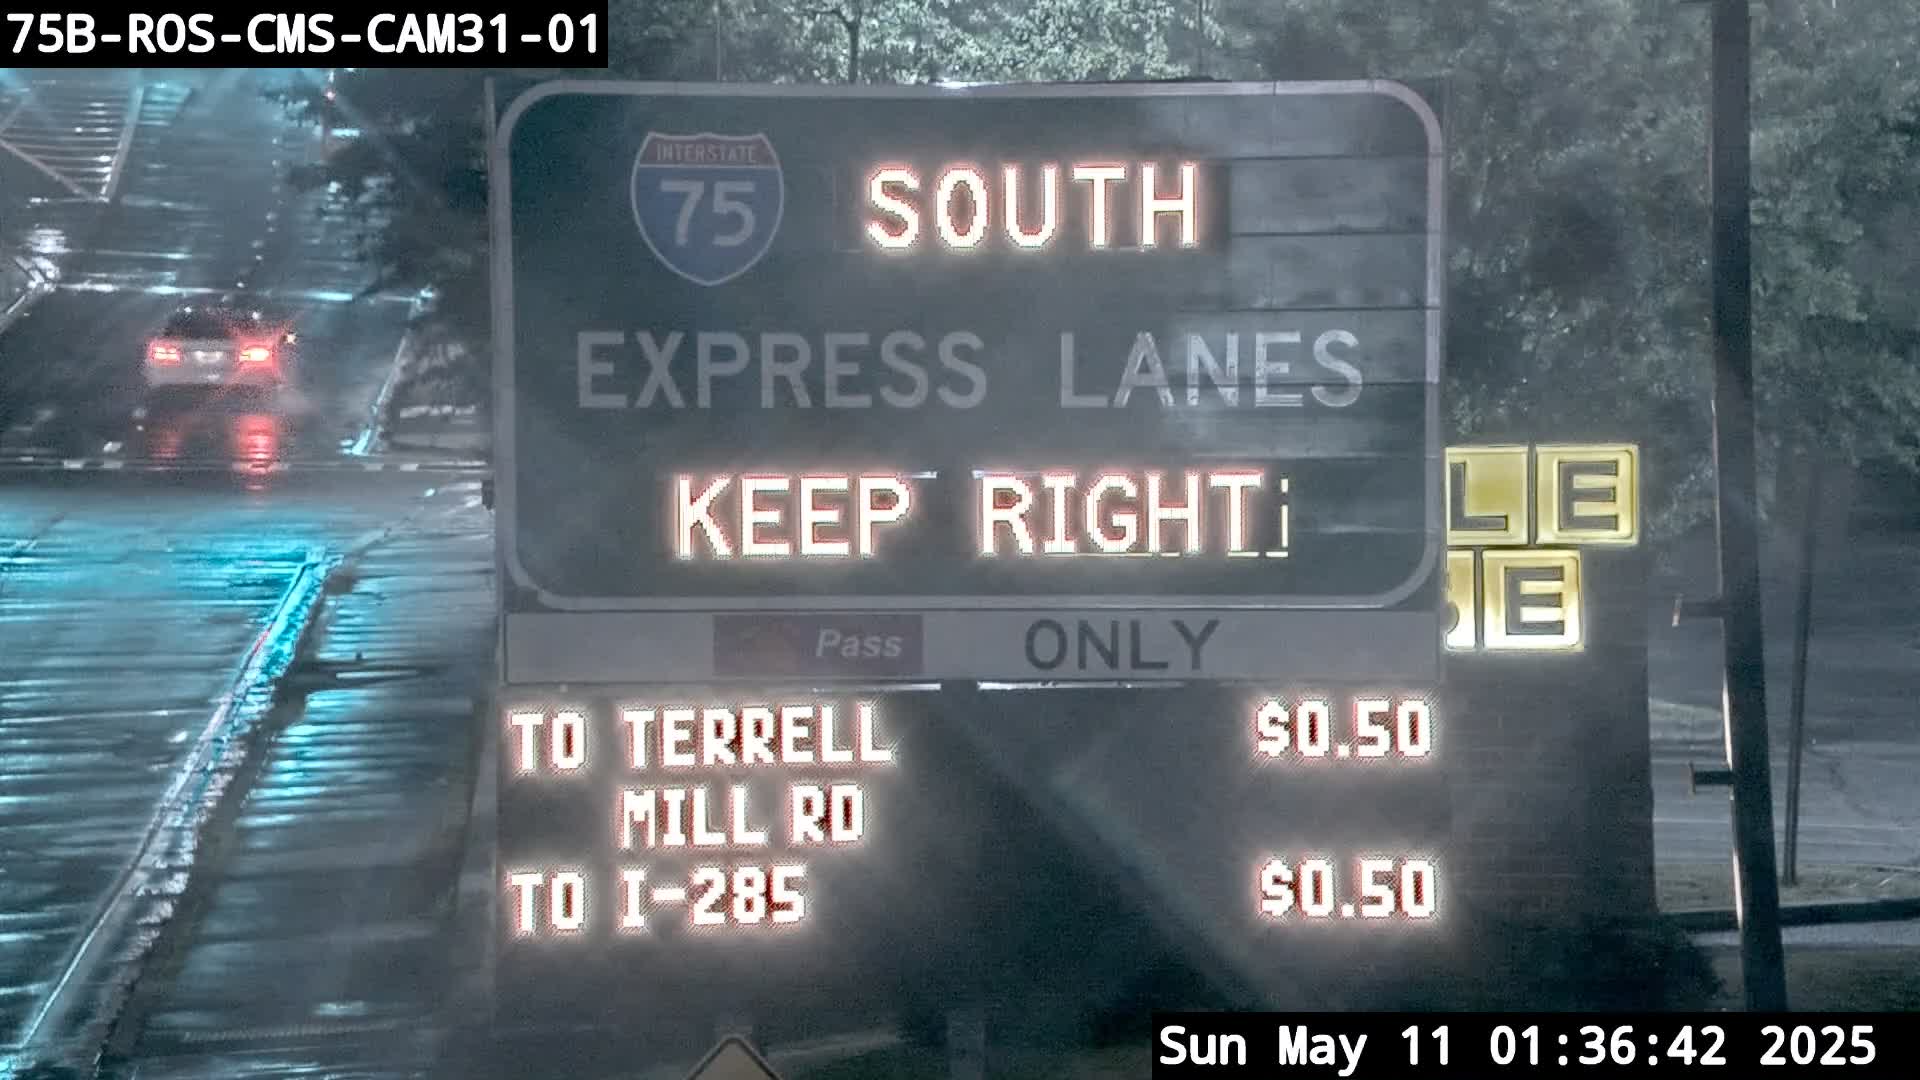 75B-ROS-CMS-CAM31-01
INTERSTATE
75
SOUTH
EXPRESS LANES
KEEP RIGHT
Pass ONLY
TO TERRELL $0.50
MILL RD
TO I-285 $0.50
LE
E
Sun May 11 01:36:42 2025